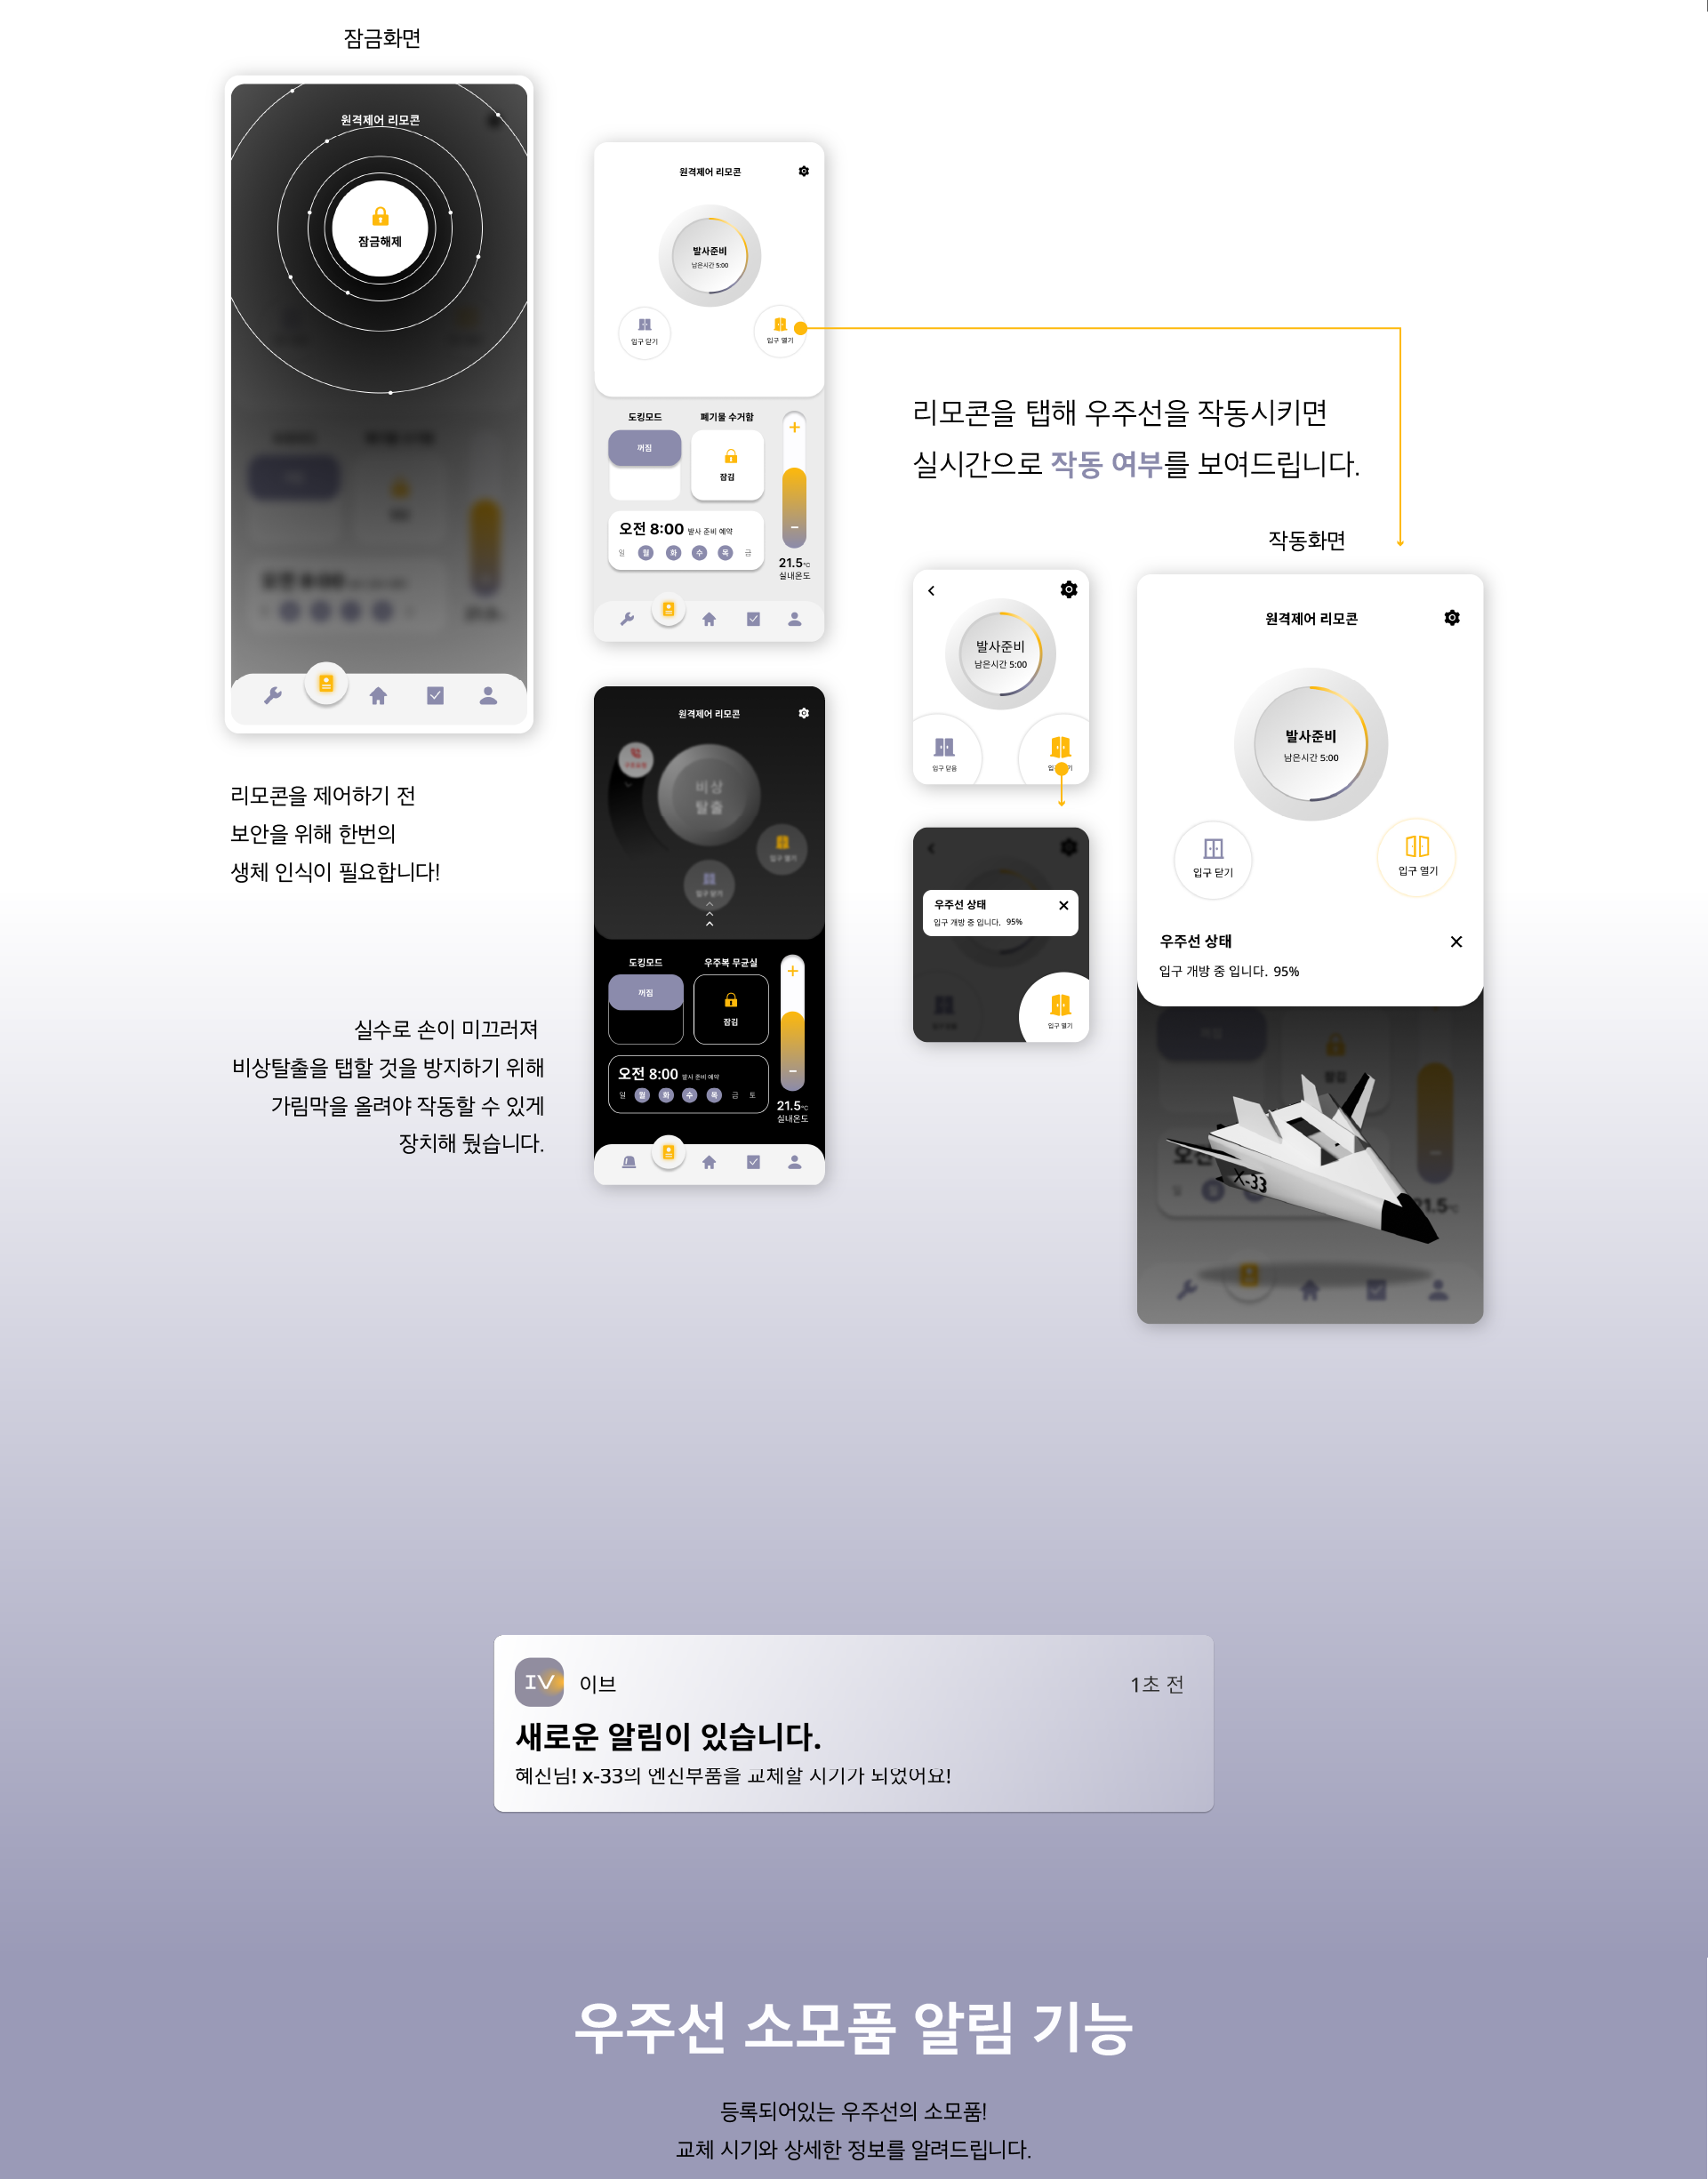 잠금화면
원격제어 리모콘
잠금해제
리모콘을 제어하기 전
보안을 위해 한번의
생체 인식이 필요합니다!
실수로 손이 미끄러져
비상탈출을 탭할 것을 방지하기 위해
가림막을 올려야 작동할 수 있게
장치해 뒀습니다.
원격제어 리모콘
발사준비
남은시간 5:00
입구 닫기
입구 열기
도킹모드
폐기물 수거함
꺼짐
잠김
오전 8:00 발사 준비 예약
일 월 화 수 목 금
21.5℃
실내온도
원격제어 리모콘
비상
탈출
입구 열기
입구 닫기
도킹모드
우주복 무균실
꺼짐
잠김
오전 8:00 발사 준비 예약
일 월 화 수 목 금 토
21.5℃
실내온도
리모콘을 탭해 우주선을 작동시키면
실시간으로 작동 여부를 보여드립니다.
작동화면
발사준비
남은시간 5:00
입구 닫음
우주선 상태
입구 개방 중 입니다. 95%
입구 열기
원격제어 리모콘
발사준비
남은시간 5:00
입구 닫기
입구 열기
우주선 상태
입구 개방 중 입니다. 95%
X-33
21.5℃
IV
이브
1초 전
새로운 알림이 있습니다.
혜진님! x-33의 엔진부품을 교체할 시기가 되었어요!
우주선 소모품 알림 기능
등록되어있는 우주선의 소모품!
교체 시기와 상세한 정보를 알려드립니다.